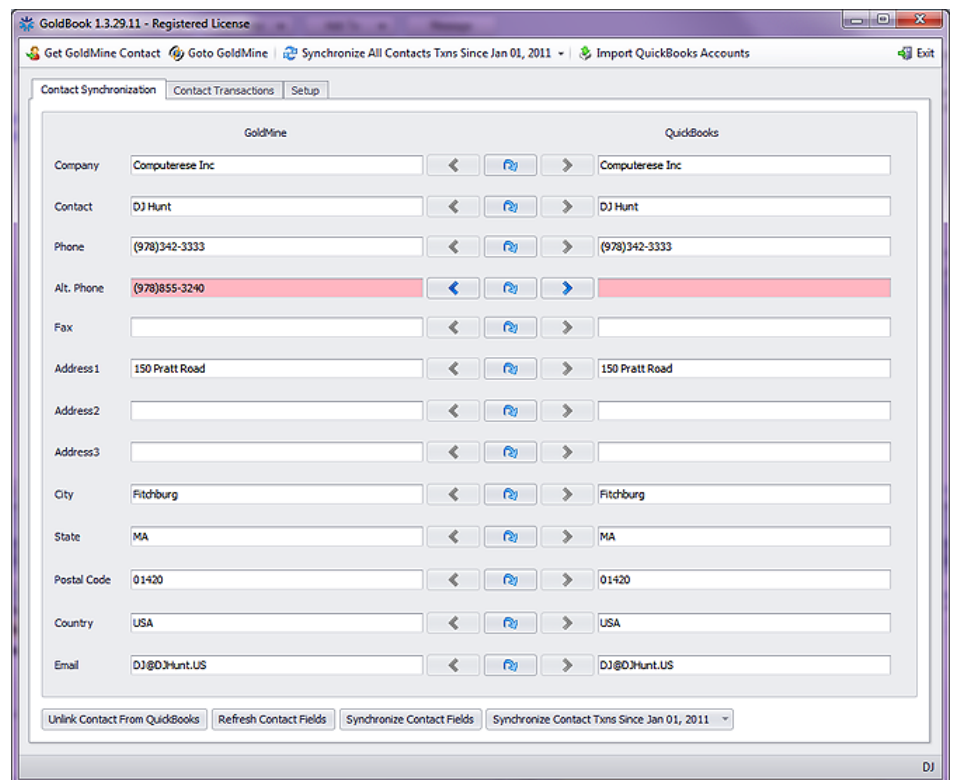 GoldBook 1.3.29.11 - Registered License
Get GoldMine Contact Goto GoldMine Synchronize All Contacts Txns Since Jan 01, 2011 Import QuickBooks Accounts Exit
Contact Synchronization Contact Transactions Setup
GoldMine QuickBooks
Company Computerese Inc Computerese Inc
Contact DJ Hunt DJ Hunt
Phone (978)342-3333 (978)342-3333
Alt. Phone (978)855-3240
Fax
Address1 150 Pratt Road 150 Pratt Road
Address2
Address3
City Fitchburg Fitchburg
State MA MA
Postal Code 01420 01420
Country USA USA
Email DJ@DJHunt.US DJ@DJHunt.US
Unlink Contact From QuickBooks Refresh Contact Fields Synchronize Contact Fields Synchronize Contact Txns Since Jan 01, 2011
DJ